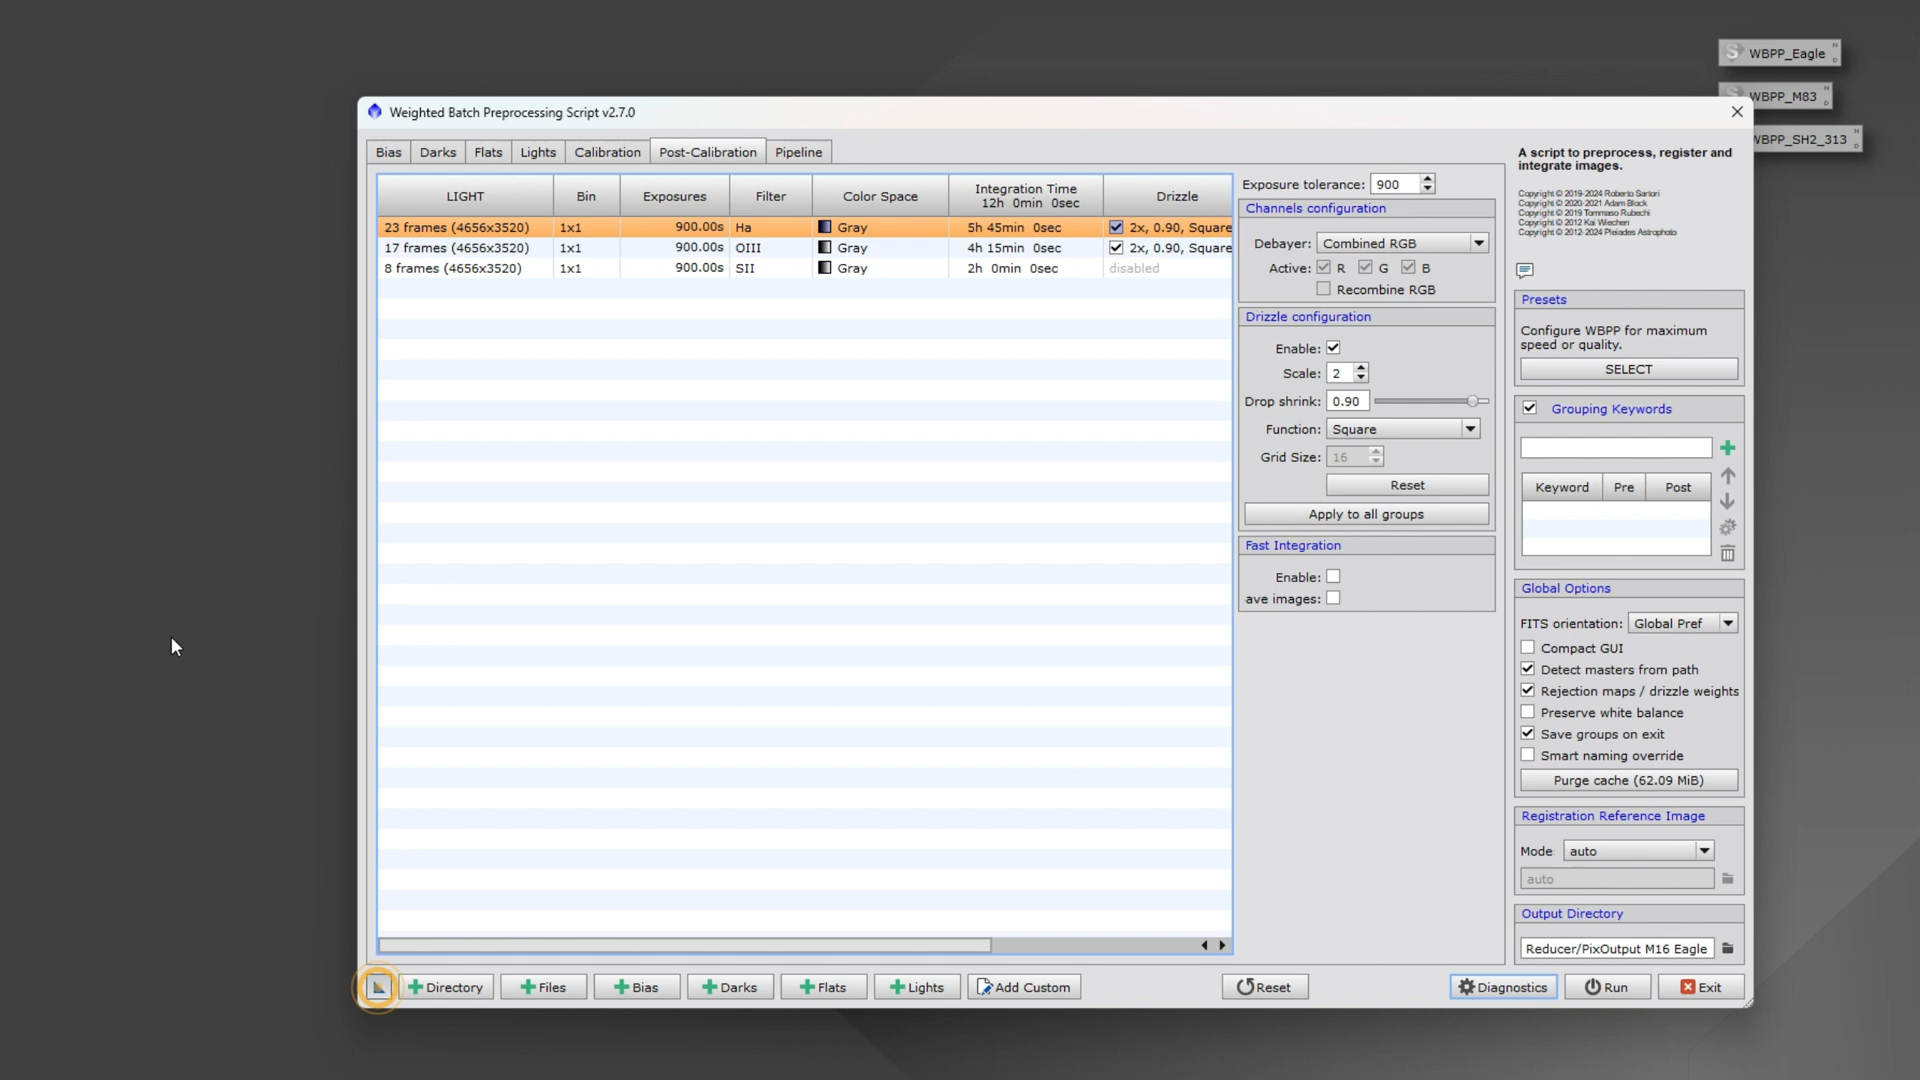 WBPP_Eagle
WBPP_M83
WBPP_SH2_313
Weighted Batch Preprocessing Script v2.7.0
Bias Darks Flats Lights Calibration Post-Calibration Pipeline
LIGHT Bin Exposures Filter Color Space Integration Time Drizzle
12h 0min 0sec
23 frames (4656x3520) 1x1 900.00s Ha Gray 5h 45min 0sec 2x, 0.90, Square
17 frames (4656x3520) 1x1 900.00s OIII Gray 4h 15min 0sec 2x, 0.90, Square
8 frames (4656x3520) 1x1 900.00s SII Gray 2h 0min 0sec disabled
Exposure tolerance: 900
Channels configuration
Debayer: Combined RGB
Active: R G B
Recombine RGB
Drizzle configuration
Enable:
Scale: 2
Drop shrink: 0.90
Function: Square
Grid Size: 16
Reset
Apply to all groups
Fast Integration
Enable:
ave images:
A script to preprocess, register and
integrate images.
Copyright © 2019-2024 Roberto Sartori
Copyright © 2020-2021 Adam Block
Copyright © 2019 Tommaso Rubechi
Copyright © 2012 Kai Wiechen
Copyright © 2012-2024 Pleiades Astrophoto
Presets
Configure WBPP for maximum
speed or quality.
SELECT
Grouping Keywords
Keyword Pre Post
Global Options
FITS orientation: Global Pref
Compact GUI
Detect masters from path
Rejection maps / drizzle weights
Preserve white balance
Save groups on exit
Smart naming override
Purge cache (62.09 MiB)
Registration Reference Image
Mode auto
auto
Output Directory
Reducer/PixOutput M16 Eagle
Directory Files Bias Darks Flats Lights Add Custom Reset Diagnostics Run Exit